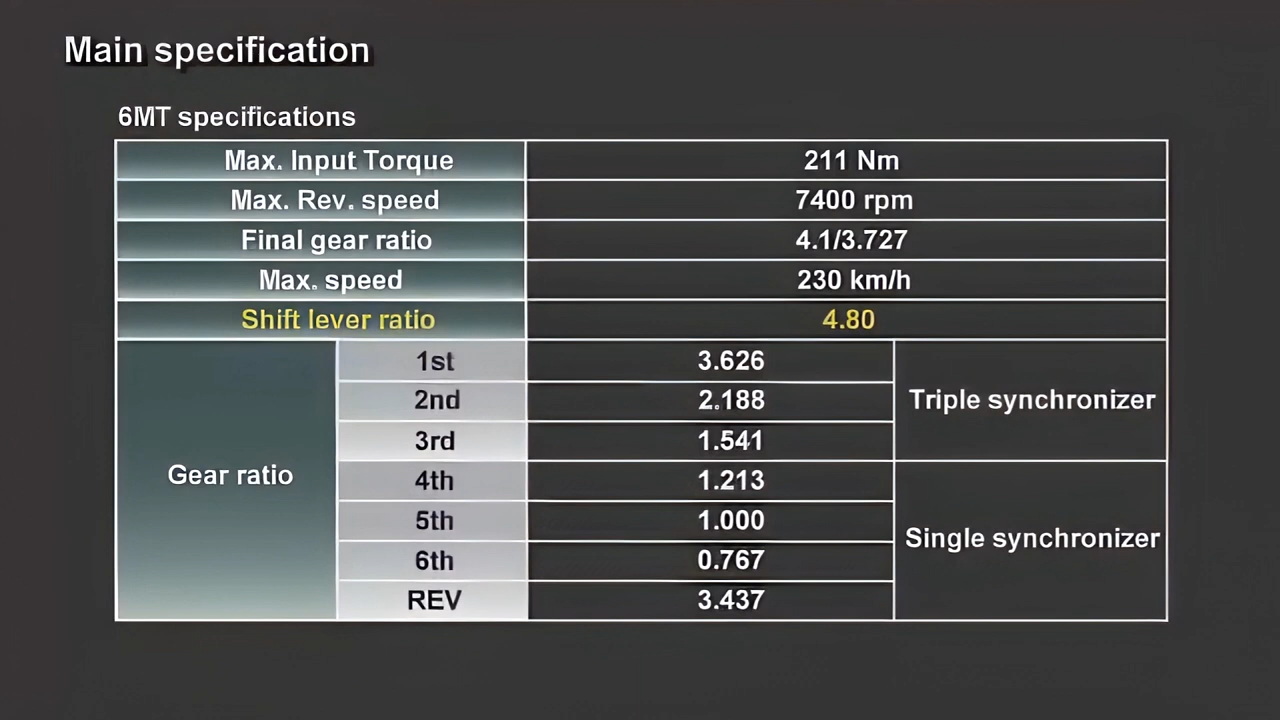 Main specification
6MT specifications
Max. Input Torque 211 Nm
Max. Rev. speed 7400 rpm
Final gear ratio 4.1/3.727
Max. speed 230 km/h
Shift lever ratio 4.80
Gear ratio
1st 3.626
2nd 2.188
3rd 1.541
Triple synchronizer
4th 1.213
5th 1.000
6th 0.767
REV 3.437
Single synchronizer